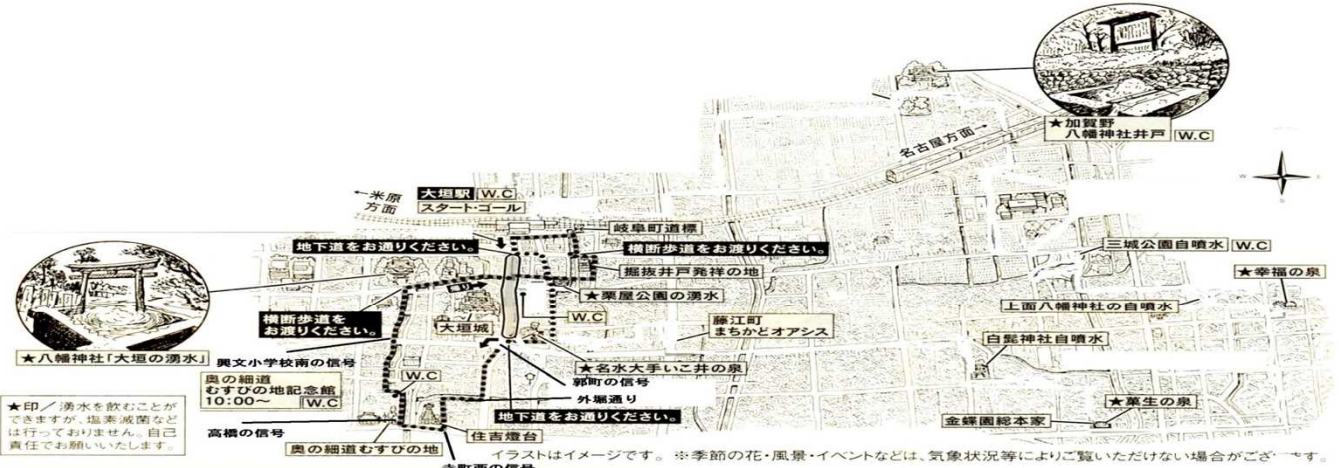 ★加賀野
八幡神社井戸
W.C
名古屋方面→
←米原
方面
大垣駅
W.C
スタート・ゴール
岐阜町道標
地下道をお通りください。
横断歩道をお渡りください。
掘抜井戸発祥の地
三城公園自噴水
W.C
★幸福の泉
★栗屋公園の湧水
W.C
上面八幡神社の自噴水
横断歩道を
お渡りください。
大垣城
藤江町
まちかどオアシス
★八幡神社「大垣の湧水」
興文小学校南の信号
★名水大手いこ井の泉
白髭神社自噴水
奥の細道
むすびの地記念館
10:00〜
W.C
W.C
郭町の信号
外堀通り
★印／湧水を飲むことが
できますが、塩素滅菌など
は行っておりません。自己
責任でお願いいたします。
地下道をお通りください。
★菓生の泉
高橋の信号
住吉燈台
金蝶園総本家
奥の細道むすびの地
イラストはイメージです。 ※季節の花・風景・イベントなどは、気象状況等によりご覧いただけない場合がございます。
W